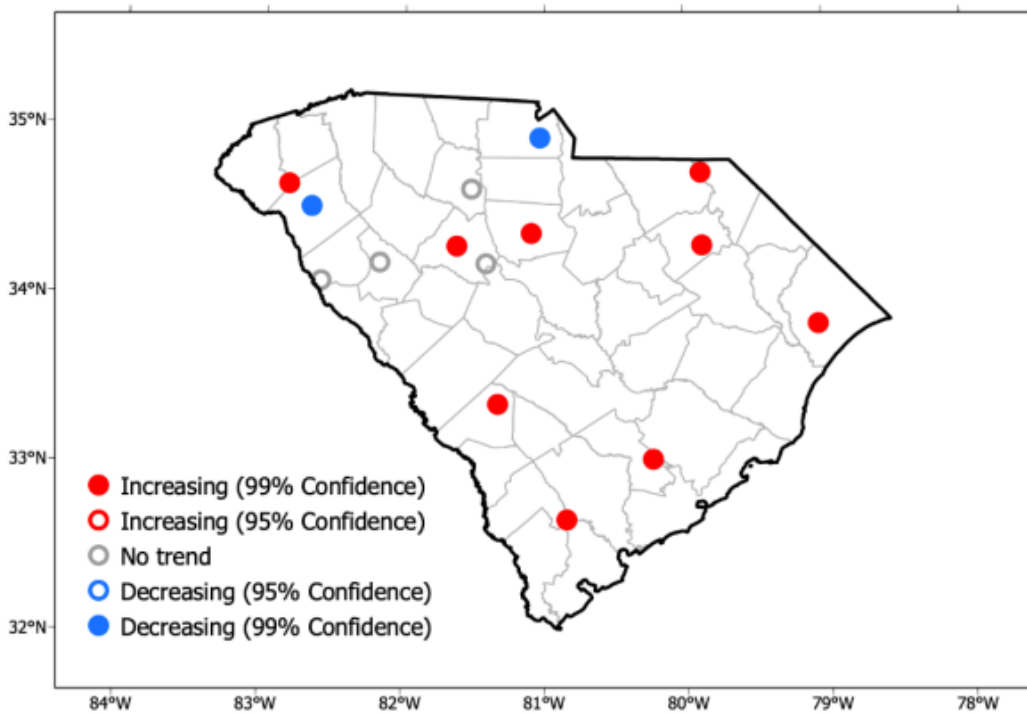 35°N
34°N
33°N
32°N
Increasing (99% Confidence)
Increasing (95% Confidence)
No trend
Decreasing (95% Confidence)
Decreasing (99% Confidence)
84°W 83°W 82°W 81°W 80°W 79°W 78°W